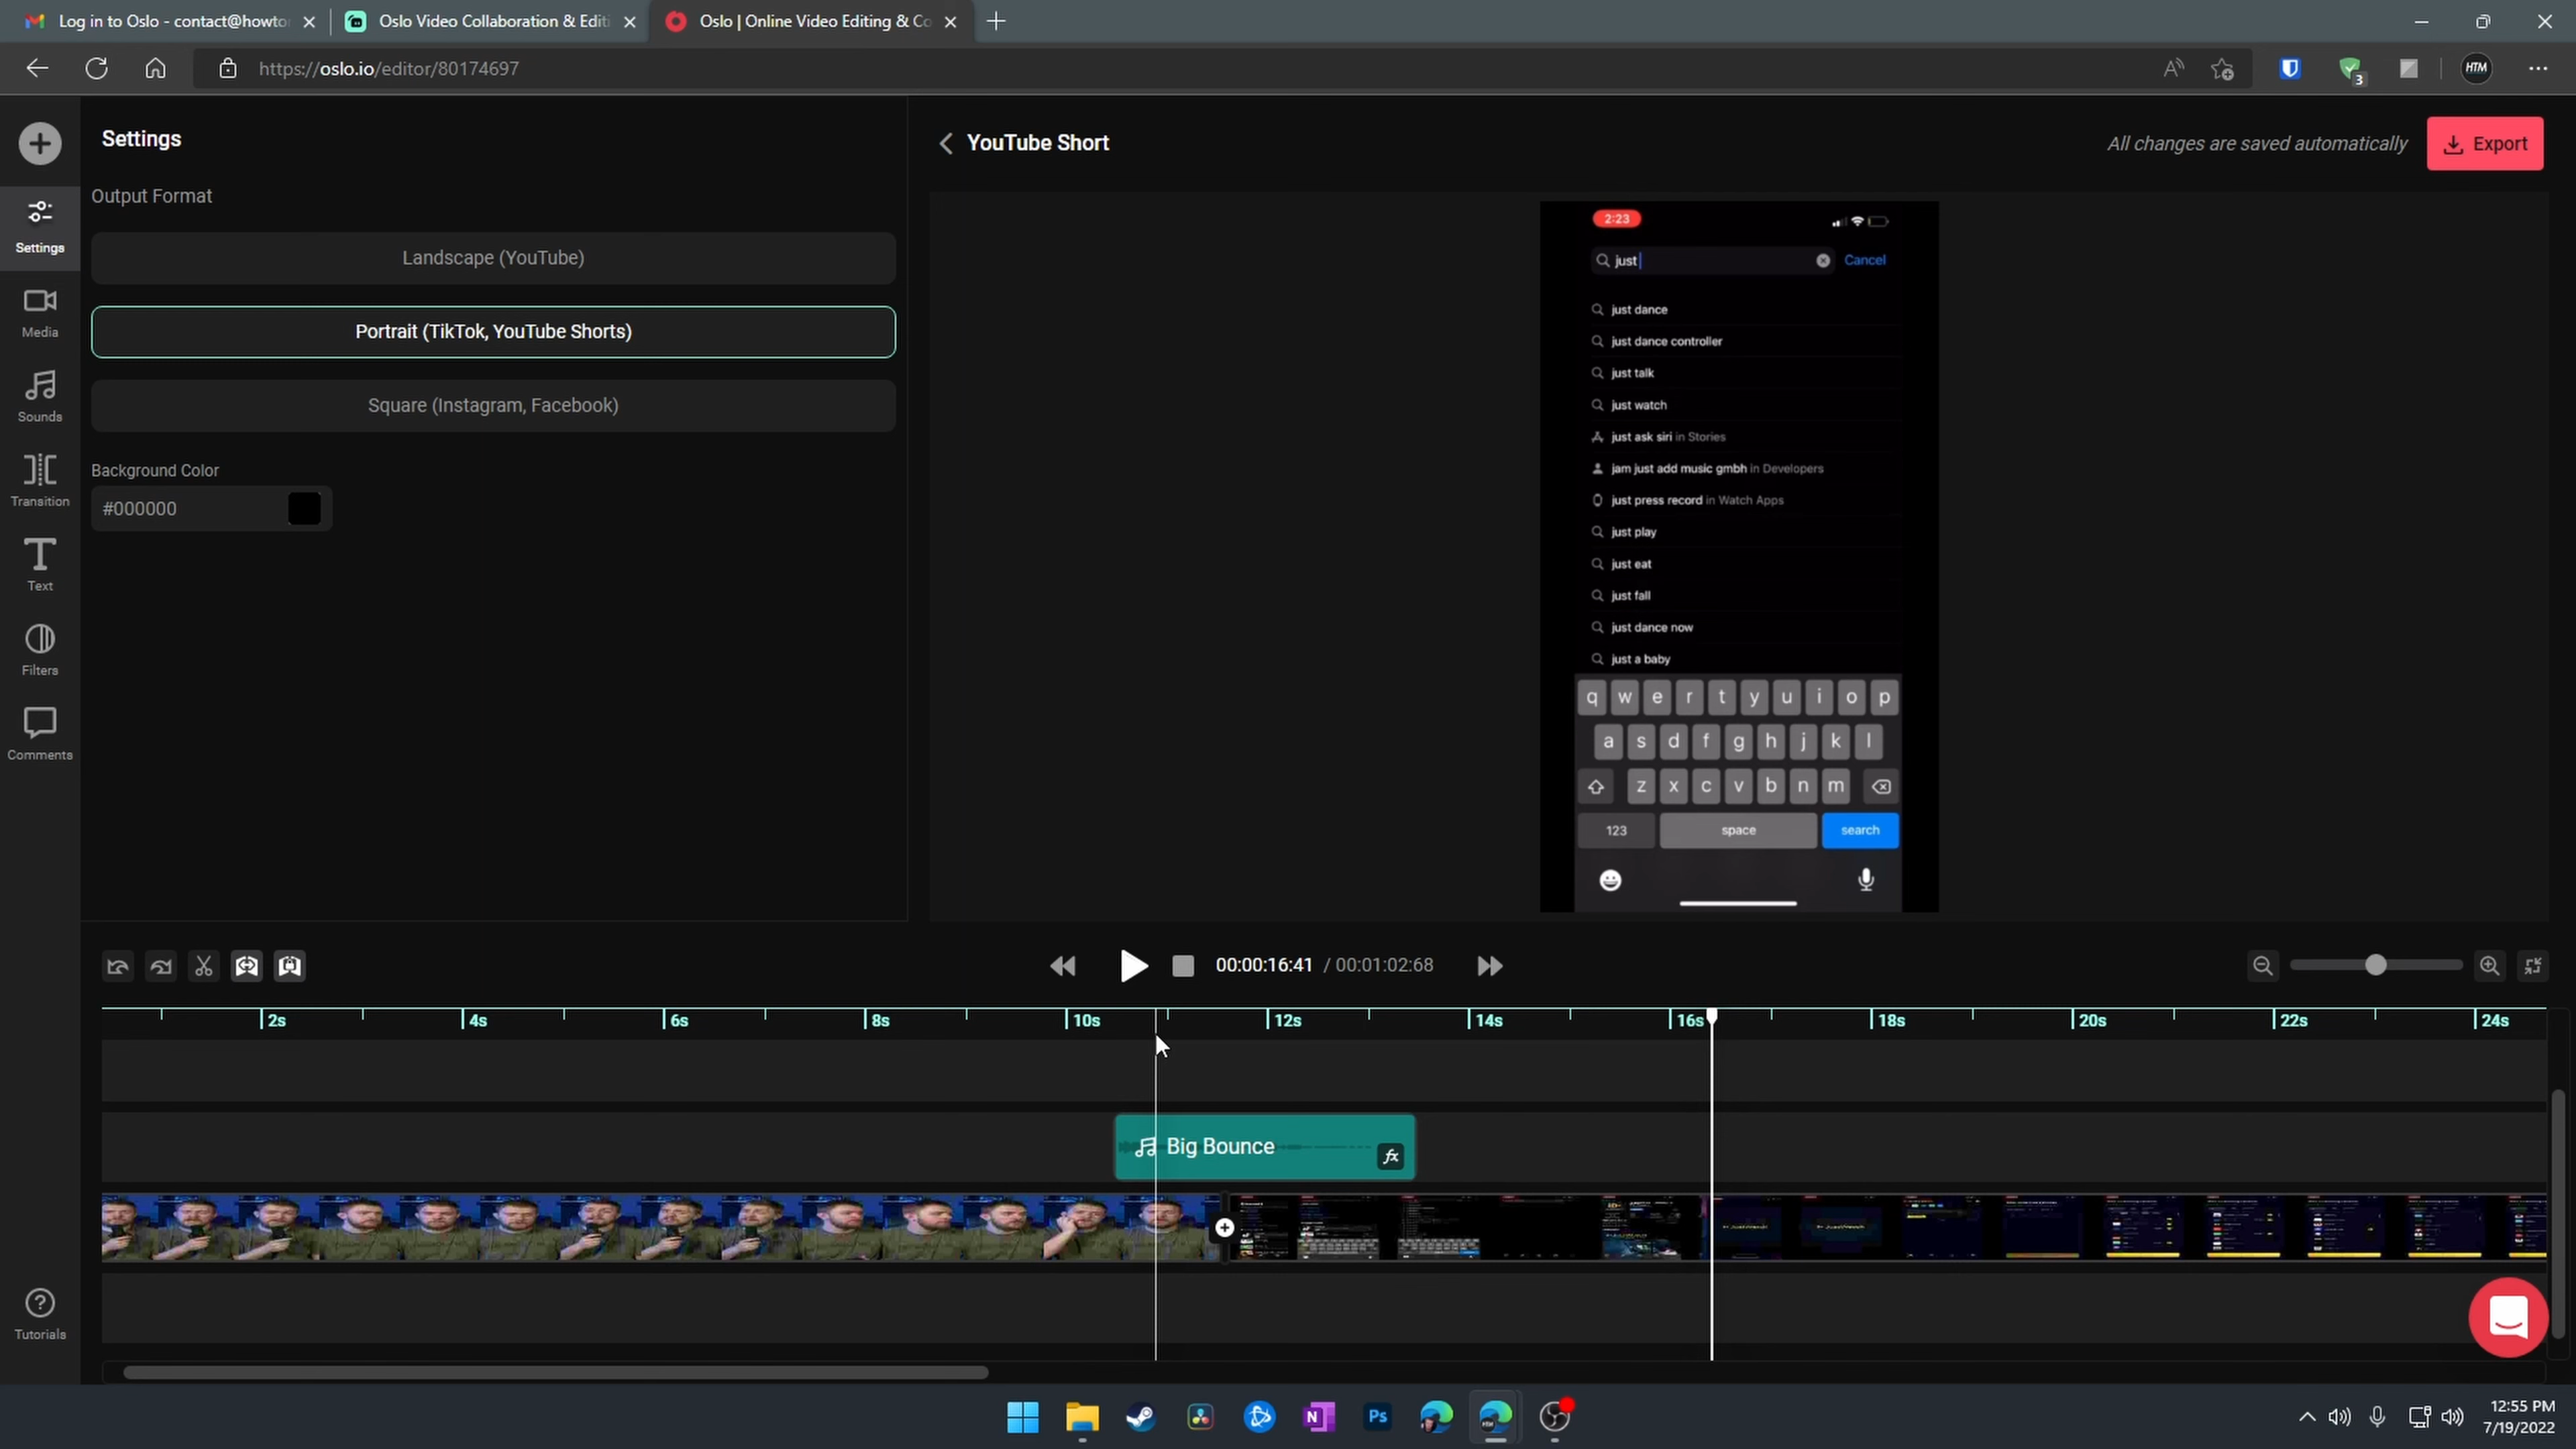 Log in to Oslo - contact@howto
Oslo Video Collaboration & Edit
Oslo | Online Video Editing & Co
https://oslo.io/editor/80174697
3
HTM
Settings
YouTube Short
All changes are saved automatically
Export
Output Format
Landscape (YouTube)
Portrait (TikTok, YouTube Shorts)
Square (Instagram, Facebook)
Background Color
#000000
Settings
Media
Sounds
Transition
Text
Filters
Comments
Tutorials
2:23
just
Cancel
just dance
just dance controller
just talk
just watch
just ask siri in Stories
jam just add music gmbh in Developers
just press record in Watch Apps
just play
just eat
just fall
just dance now
just a baby
q w e r t y u i o p
a s d f g h j k l
z x c v b n m
123 space search
00:00:16:41 / 00:01:02:68
2s 4s 6s 8s 10s 12s 14s 16s 18s 20s 22s 24s
Big Bounce
fx
N
Ps
12:55 PM
7/19/2022